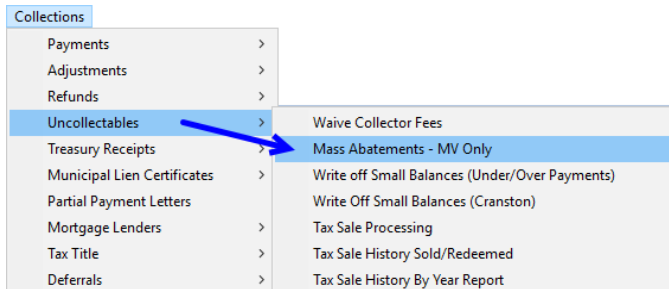 Collections
Payments
Adjustments
Refunds
Uncollectables
Treasury Receipts
Municipal Lien Certificates
Partial Payment Letters
Mortgage Lenders
Tax Title
Deferrals
Waive Collector Fees
Mass Abatements - MV Only
Write off Small Balances (Under/Over Payments)
Write Off Small Balances (Cranston)
Tax Sale Processing
Tax Sale History Sold/Redeemed
Tax Sale History By Year Report